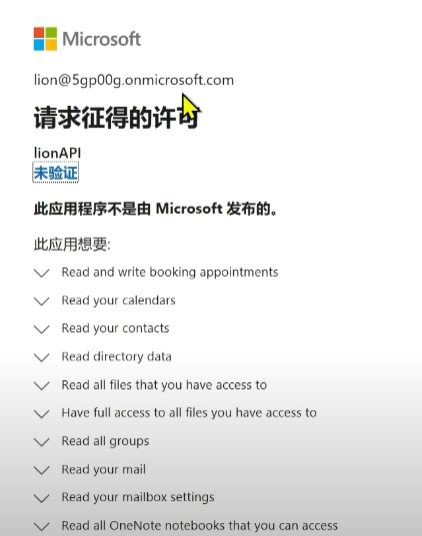 Microsoft
lion@5gp00g.onmicrosoft.com
请求征得的许可
lionAPI
未验证
此应用程序不是由 Microsoft 发布的。
此应用想要:
Read and write booking appointments
Read your calendars
Read your contacts
Read directory data
Read all files that you have access to
Have full access to all files you have access to
Read all groups
Read your mail
Read your mailbox settings
Read all OneNote notebooks that you can access